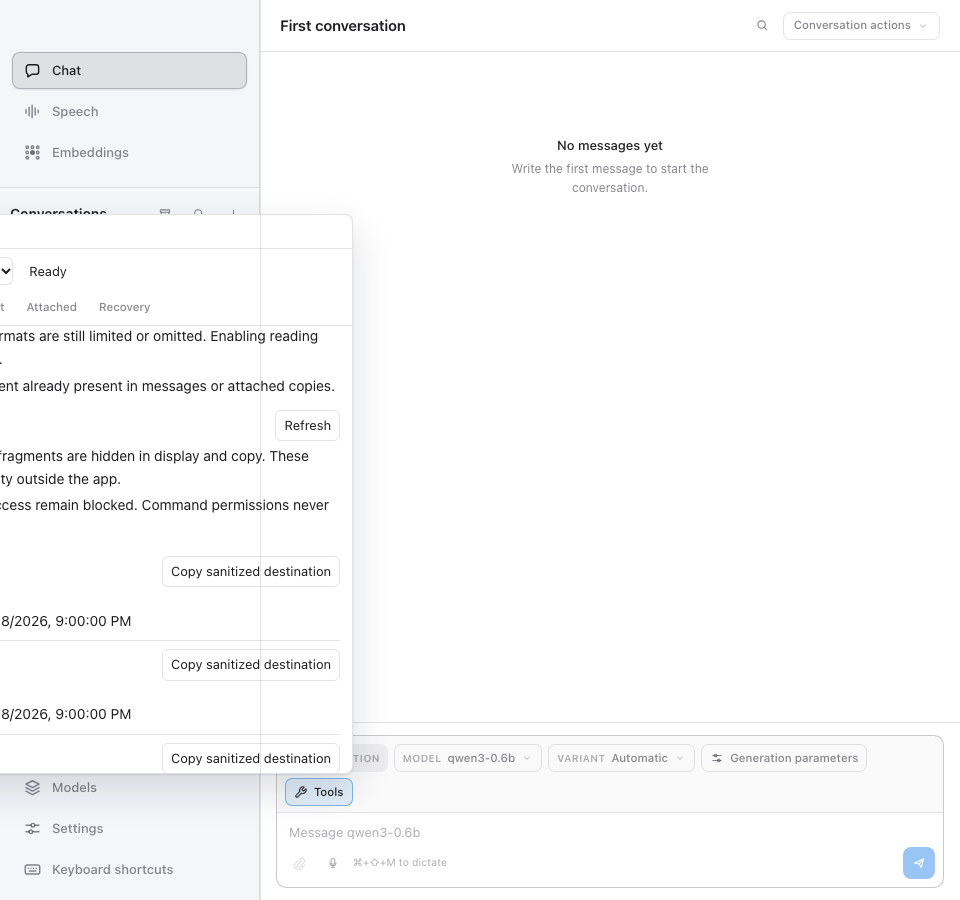 First conversation
Conversation actions
Chat
Speech
Embeddings
No messages yet
Write the first message to start the
conversation.
Conversations
Ready
t Attached Recovery
rmats are still limited or omitted. Enabling reading
.
ent already present in messages or attached copies.
Refresh
fragments are hidden in display and copy. These
ty outside the app.
ccess remain blocked. Command permissions never
Copy sanitized destination
8/2026, 9:00:00 PM
Copy sanitized destination
8/2026, 9:00:00 PM
Copy sanitized destination
TION
MODEL qwen3-0.6b
VARIANT Automatic
Generation parameters
Tools
Models
Settings
Keyboard shortcuts
Message qwen3-0.6b
⌘+⇧+M to dictate